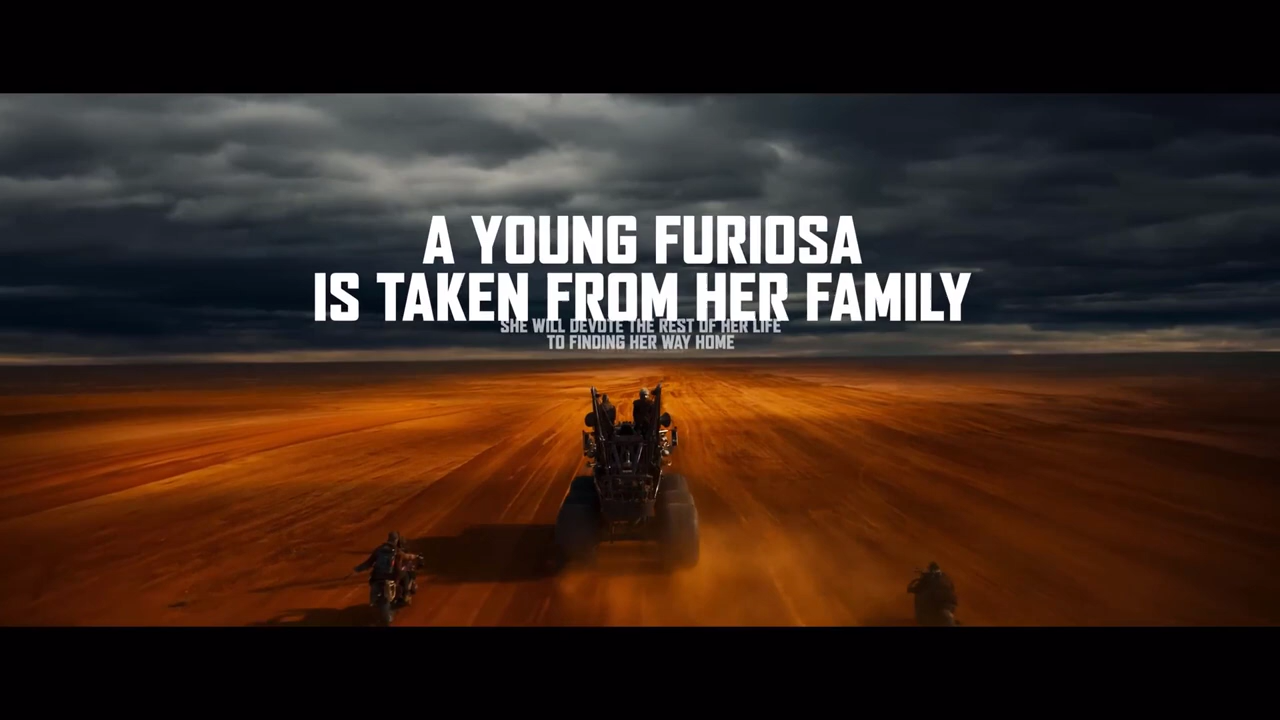 A YOUNG FURIOSA
IS TAKEN FROM HER FAMILY
SHE WILL DEVOTE THE REST OF HER LIFE
TO FINDING HER WAY HOME